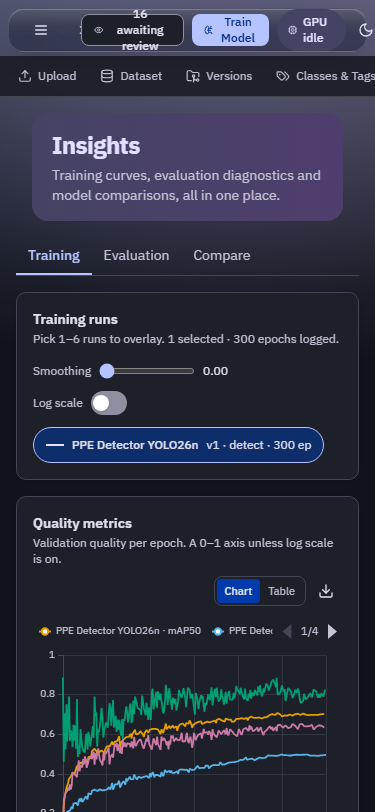 16 awaiting review
Train Model
GPU idle
Upload
Dataset
Versions
Classes & Tags
Insights
Training curves, evaluation diagnostics and
model comparisons, all in one place.
Training
Evaluation
Compare
Training runs
Pick 1–6 runs to overlay. 1 selected · 300 epochs logged.
Smoothing
0.00
Log scale
PPE Detector YOLO26n v1 · detect · 300 ep
Quality metrics
Validation quality per epoch. A 0–1 axis unless log scale
is on.
Chart
Table
PPE Detector YOLO26n · mAP50
PPE
1/4
1
0.8
0.6
0.4